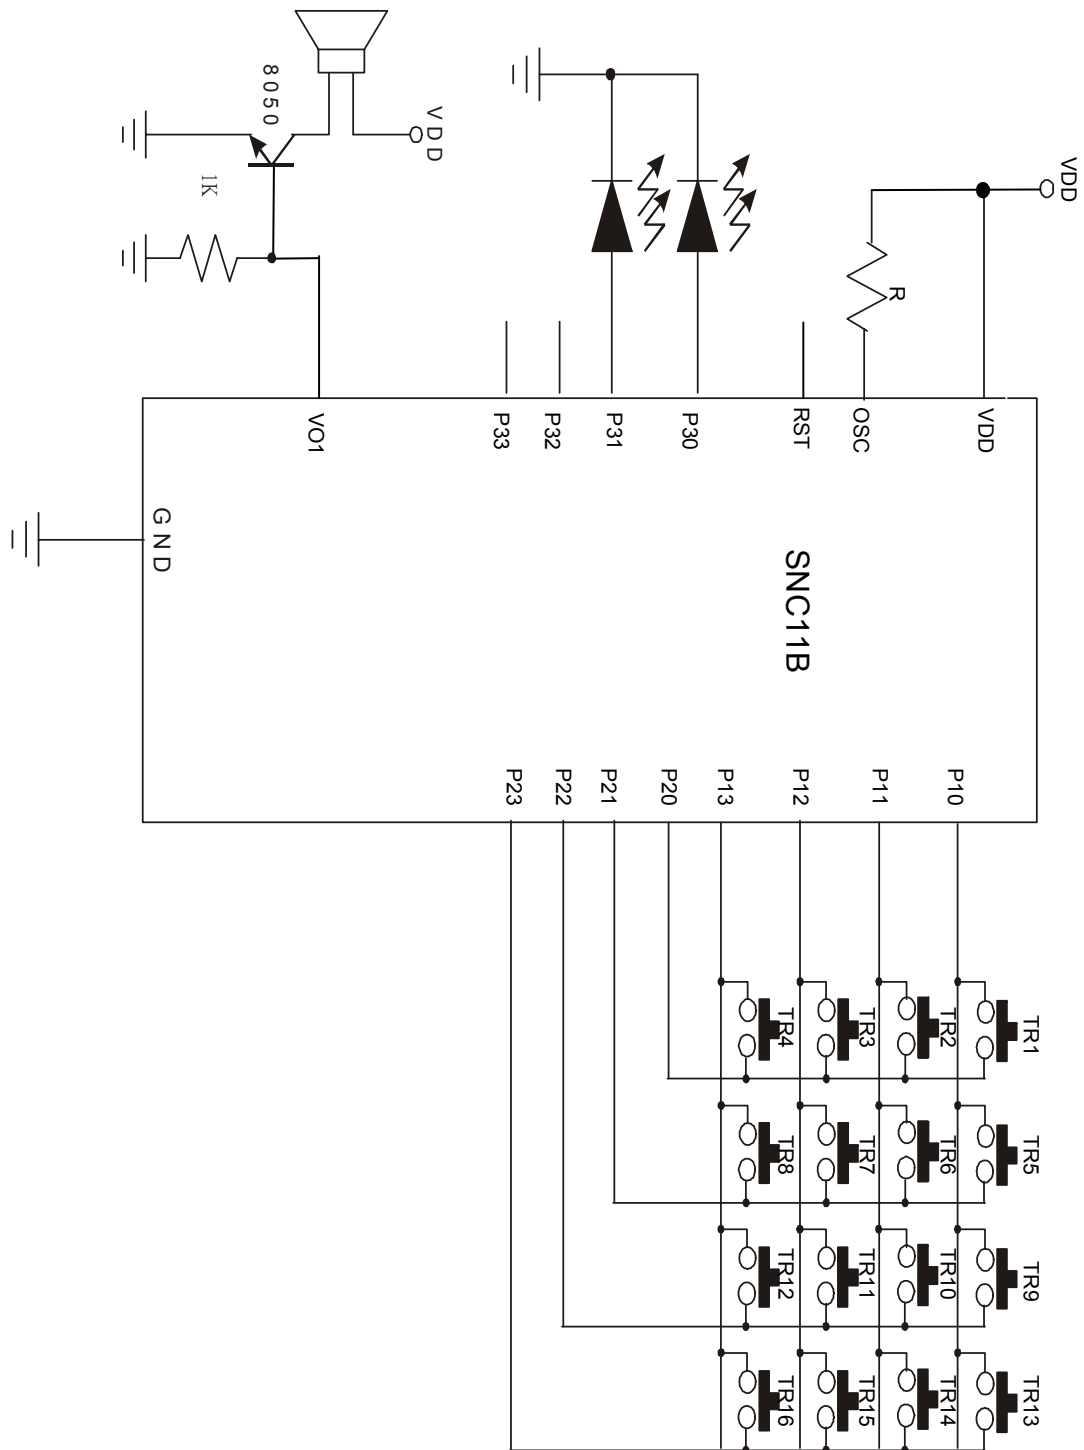 8050
VDD
VDD
1K
R
VO1
P33
P32
P31
P30
RST
OSC
VDD
GND
SNC11B
P23
P22
P21
P20
P13
P12
P11
P10
TR4
TR3
TR2
TR1
TR8
TR7
TR6
TR5
TR12
TR11
TR10
TR9
TR16
TR15
TR14
TR13